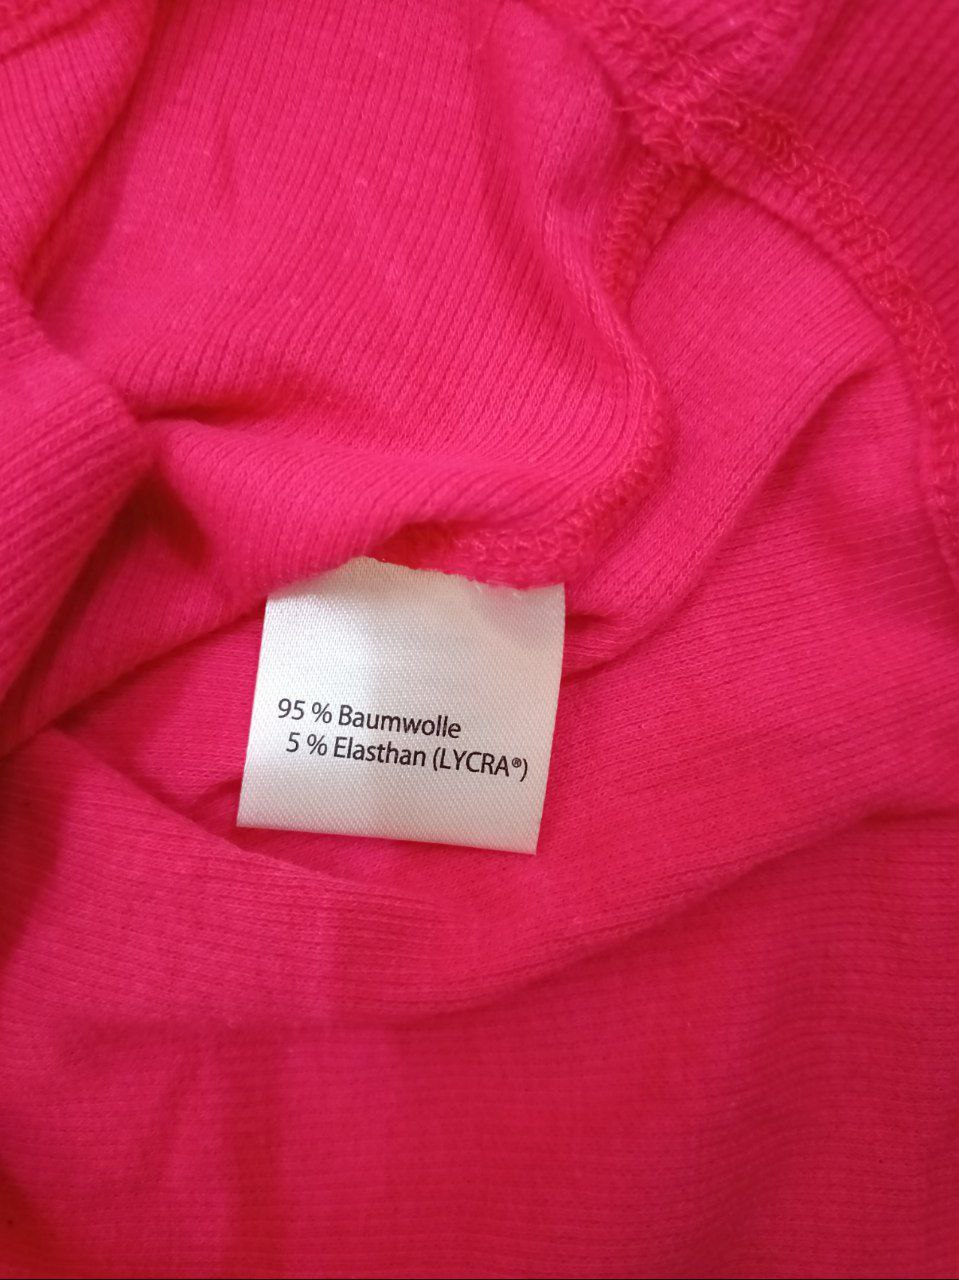 95 % Baumwolle
5 % Elasthan (LYCRA®)